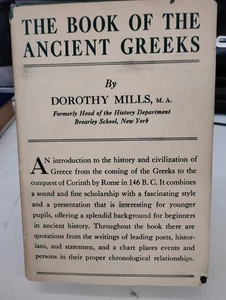 THE BOOK OF THE
ANCIENT GREEKS
By
DOROTHY MILLS, M.A.
Formerly Head of the History Department
Brearley School, New York
AN introduction to the history and civilization of
Greece from the coming of the Greeks to the
conquest of Corinth by Rome in 146 B. C. It combines
a sound and fine scholarship with a fascinating style
and a presentation that is interesting for younger
pupils, offering a splendid background for beginners
in ancient history. Throughout the book there are
quotations from the writings of leading poets, histor-
ians, and statesmen, and a chart places events and
persons in their proper chronological relationships.